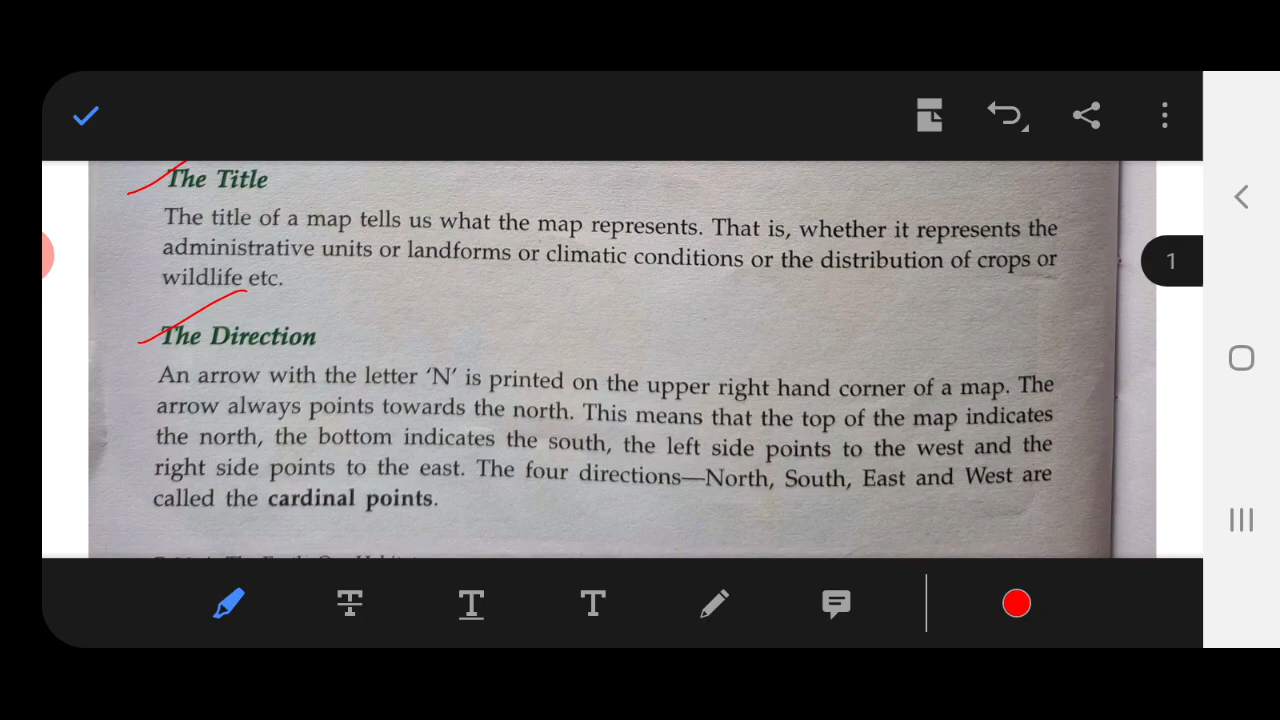 The Title
The title of a map tells us what the map represents. That is, whether it represents the
administrative units or landforms or climatic conditions or the distribution of crops or
wildlife etc.
1
The Direction
An arrow with the letter ‘N’ is printed on the upper right hand corner of a map. The
arrow always points towards the north. This means that the top of the map indicates
the north, the bottom indicates the south, the left side points to the west and the
right side points to the east. The four directions—North, South, East and West are
called the cardinal points.